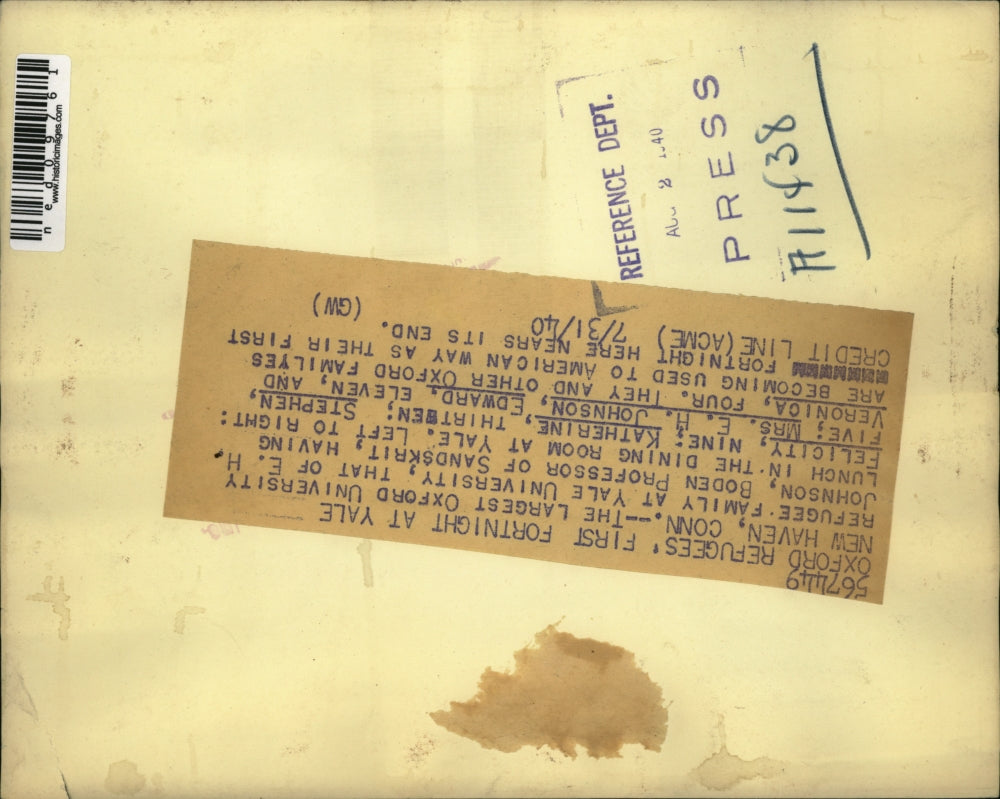 567449
OXFORD REFUGEES' FIRST FORTNIGHT AT YALE
NEW HAVEN, CONN.--THE LARGEST OXFORD UNIVERSITY
REFUGEE FAMILY AT YALE UNIVERSITY, THAT OF E. H.
JOHNSON, BODEN PROFESSOR OF SANDSKRIT, HAVING
LUNCH IN THE DINING ROOM AT YALE. LEFT TO RIGHT:
FELICITY, NINE; KATHERINE, THIRTEEN; STEPHEN,
FIVE; MRS. E. H. JOHNSON, EDWARD, ELEVEN, AND,
VERONICA, FOUR. THEY AND OTHER OXFORD FAMILYES
ARE BECOMING USED TO AMERICAN WAY AS THEIR FIRST
FORTNIGHT HERE NEARS ITS END.
CREDIT LINE (ACME) 7/31/40 (GW)
REFERENCE DEPT.
PRESS
A11438
ned09761
www.historicimages.com